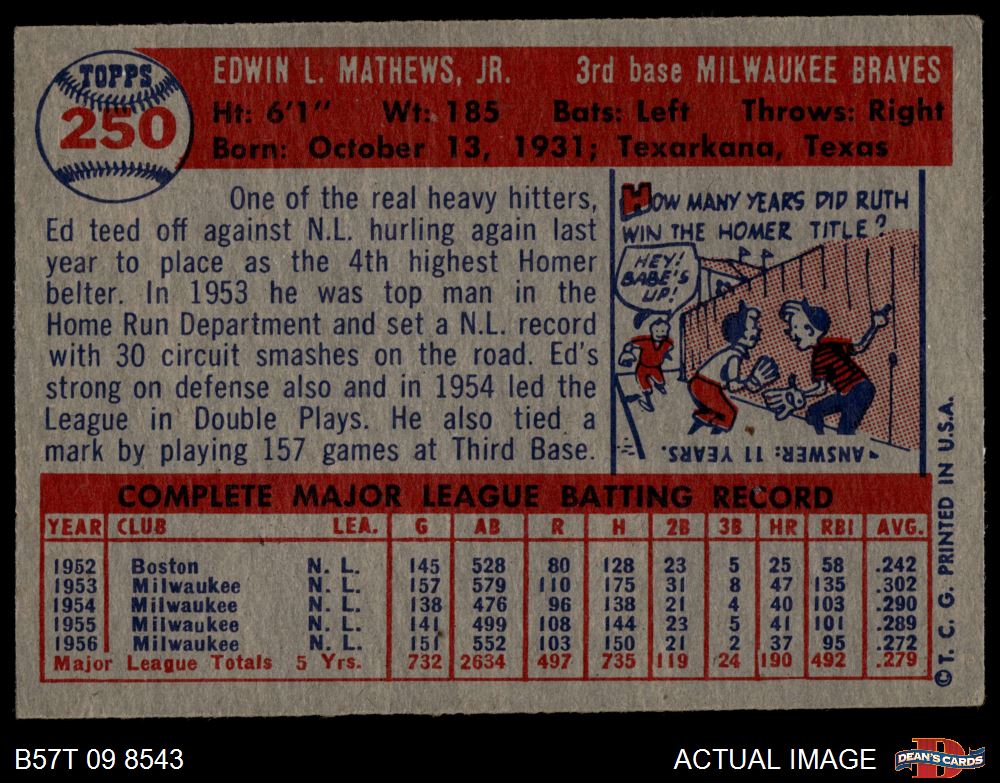 TOPPS
250
EDWIN L. MATHEWS, JR. 3rd base MILWAUKEE BRAVES
Ht: 6'1" Wt: 185 Bats: Left Throws: Right
Born: October 13, 1931; Texarkana, Texas
One of the real heavy hitters,
Ed teed off against N.L. hurling again last
year to place as the 4th highest Homer
belter. In 1953 he was top man in the
Home Run Department and set a N.L. record
with 30 circuit smashes on the road. Ed's
strong on defense also and in 1954 led the
League in Double Plays. He also tied a
mark by playing 157 games at Third Base.
HOW MANY YEARS DID RUTH
WIN THE HOMER TITLE?
HEY!
BABE'S
UP!
ANSWER: 11 YEARS.
COMPLETE MAJOR LEAGUE BATTING RECORD
YEAR CLUB LEA. G AB R H 2B 3B HR RBI AVG.
1952 Boston N. L. 145 528 80 128 23 5 25 58 .242
1953 Milwaukee N. L. 157 579 110 175 31 8 47 135 .302
1954 Milwaukee N. L. 138 476 96 138 21 4 40 103 .290
1955 Milwaukee N. L. 141 499 108 144 23 5 41 101 .289
1956 Milwaukee N. L. 151 552 103 150 21 2 37 95 .272
Major League Totals 5 Yrs. 732 2634 497 735 119 24 190 492 .279
©T. C. G. PRINTED IN U.S.A.
B57T 09 8543
ACTUAL IMAGE
DEAN'S CARDS